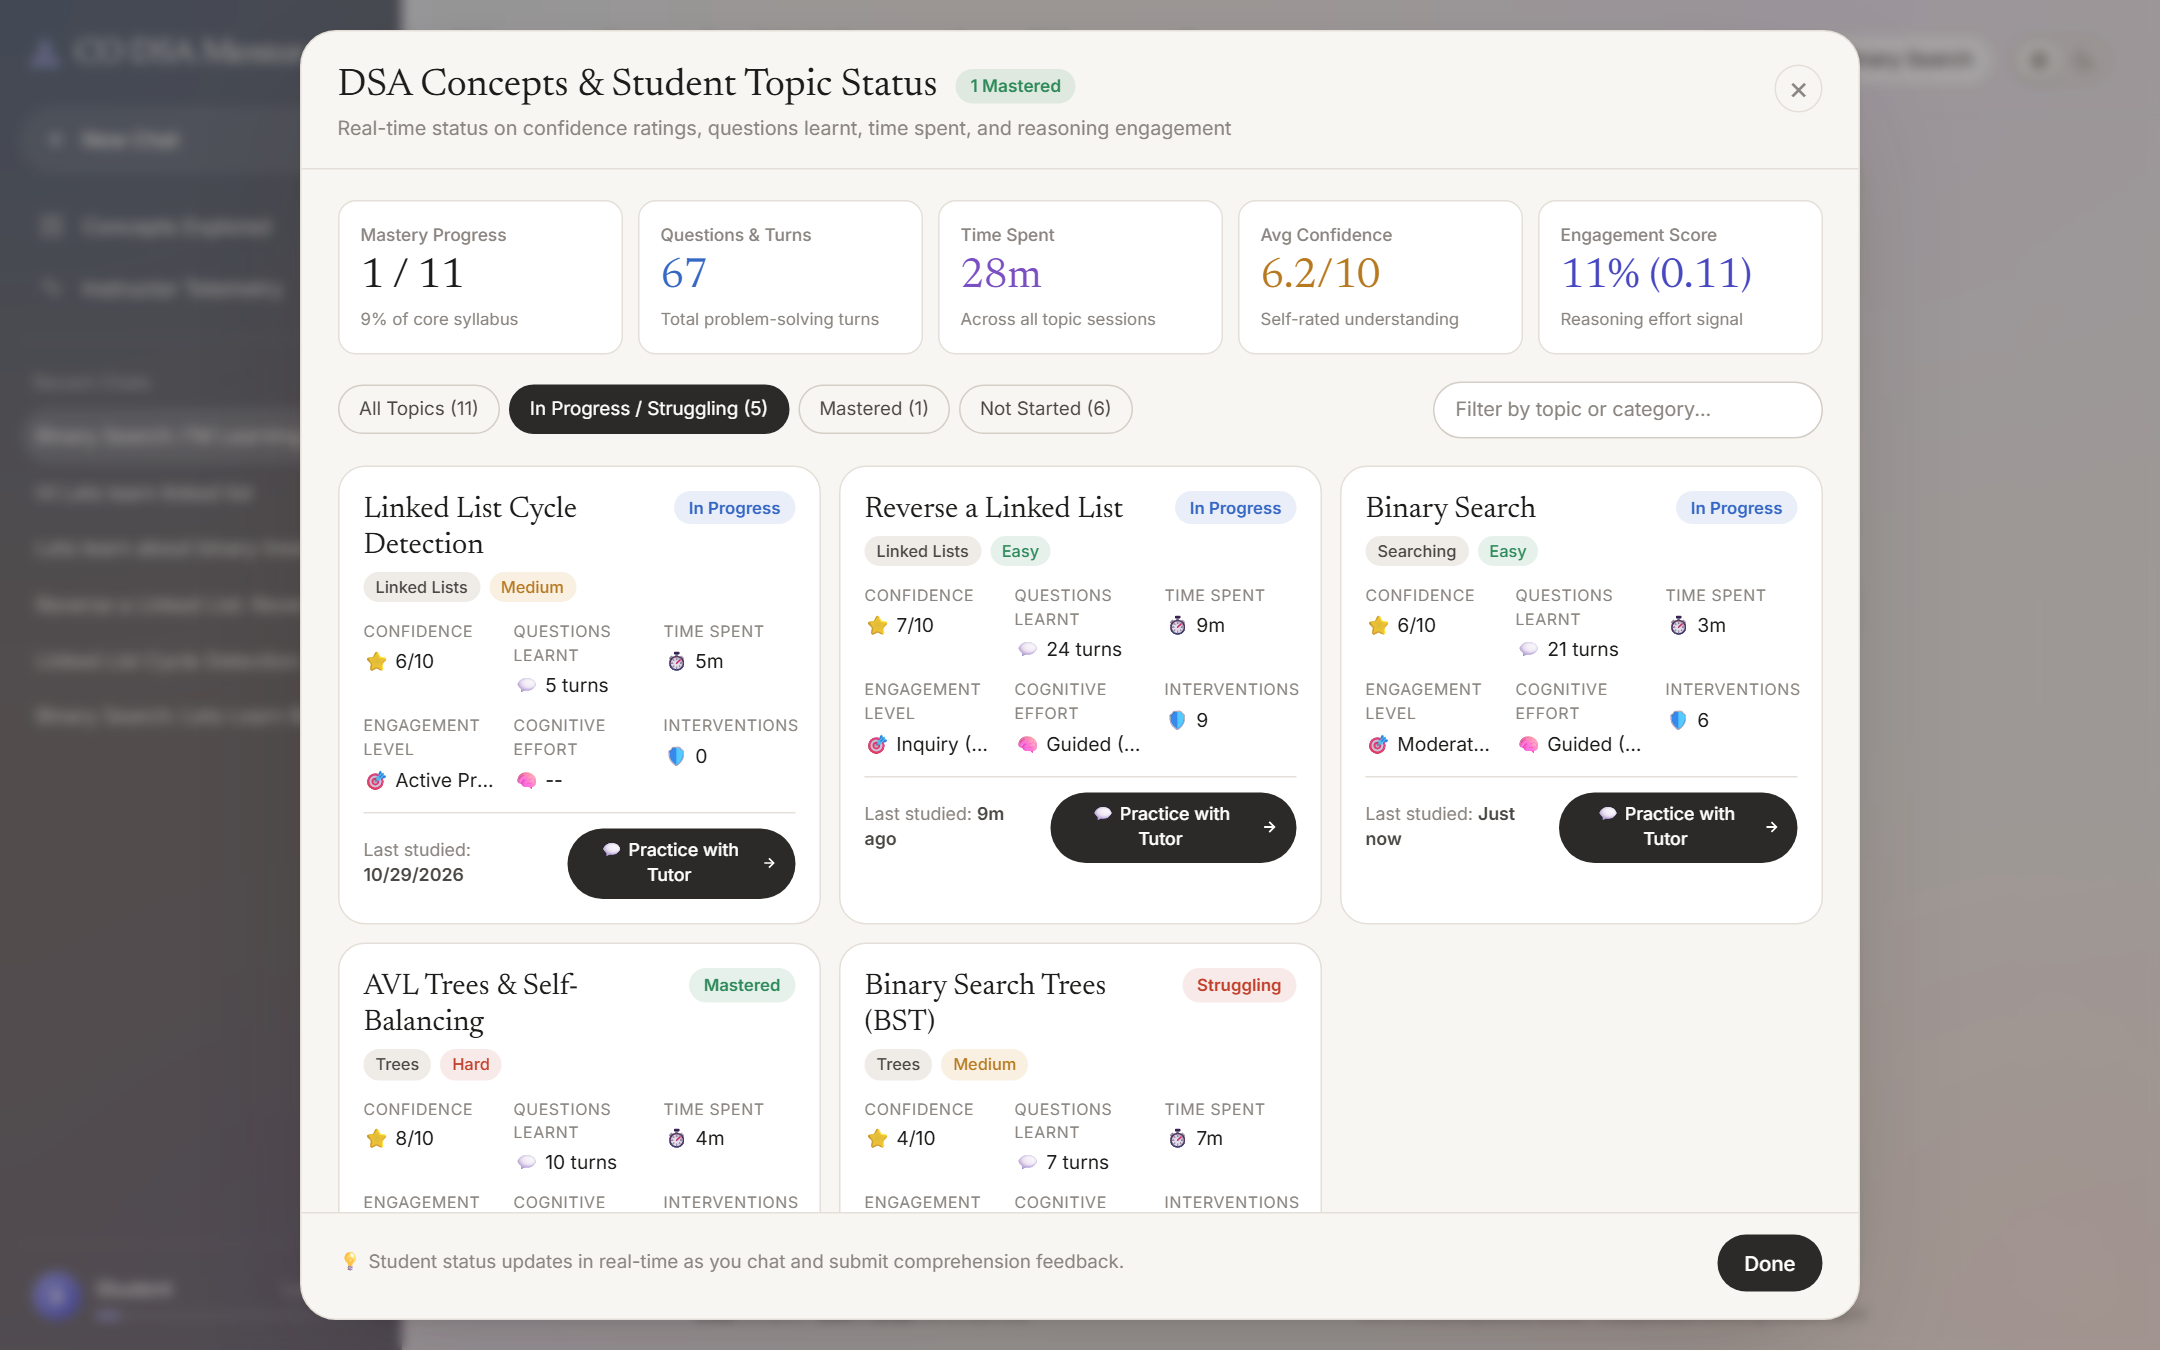 CO DSA
New Chat
Concepts Explored
Instructor Telemetry
DSA Concepts & Student Topic Status
1 Mastered
Real-time status on confidence ratings, questions learnt, time spent, and reasoning engagement
×
Mastery Progress
1 / 11
9% of core syllabus
Questions & Turns
67
Total problem-solving turns
Time Spent
28m
Across all topic sessions
Avg Confidence
6.2/10
Self-rated understanding
Engagement Score
11% (0.11)
Reasoning effort signal
All Topics (11)
In Progress / Struggling (5)
Mastered (1)
Not Started (6)
Filter by topic or category...
Linked List Cycle
Detection
In Progress
Linked Lists
Medium
CONFIDENCE
6/10
QUESTIONS
LEARNT
5 turns
TIME SPENT
5m
ENGAGEMENT
LEVEL
Active Pr...
COGNITIVE
EFFORT
--
INTERVENTIONS
0
Last studied:
10/29/2026
Practice with
Tutor →
Reverse a Linked List
In Progress
Linked Lists
Easy
CONFIDENCE
7/10
QUESTIONS
LEARNT
24 turns
TIME SPENT
9m
ENGAGEMENT
LEVEL
Inquiry (...
COGNITIVE
EFFORT
Guided (...
INTERVENTIONS
9
Last studied: 9m
ago
Practice with
Tutor →
Binary Search
In Progress
Searching
Easy
CONFIDENCE
6/10
QUESTIONS
LEARNT
21 turns
TIME SPENT
3m
ENGAGEMENT
LEVEL
Moderat...
COGNITIVE
EFFORT
Guided (...
INTERVENTIONS
6
Last studied: Just
now
Practice with
Tutor →
AVL Trees & Self-
Balancing
Mastered
Trees
Hard
CONFIDENCE
8/10
QUESTIONS
LEARNT
10 turns
TIME SPENT
4m
ENGAGEMENT
COGNITIVE
INTERVENTIONS
Binary Search Trees
(BST)
Struggling
Trees
Medium
CONFIDENCE
4/10
QUESTIONS
LEARNT
7 turns
TIME SPENT
7m
ENGAGEMENT
COGNITIVE
INTERVENTIONS
Student status updates in real-time as you chat and submit comprehension feedback.
Done
Student